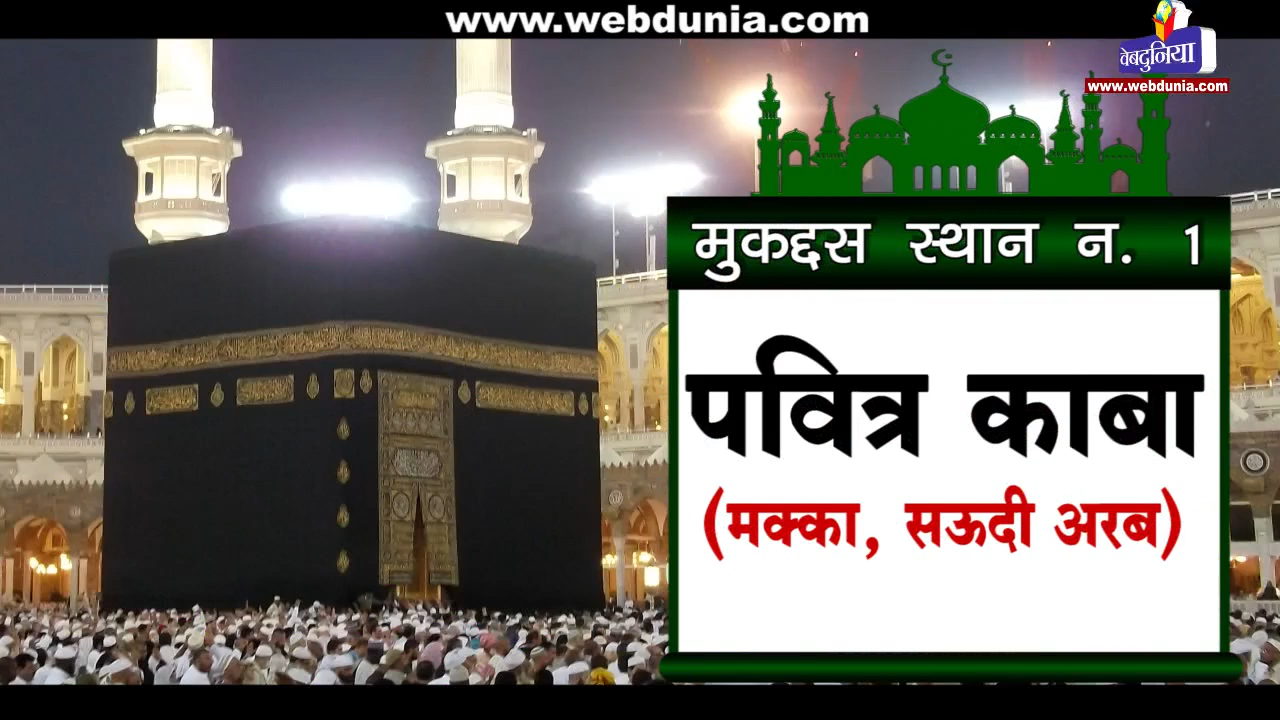 www.webdunia.com
वेबदुनिया
www.webdunia.com
मुकद्दस स्थान न. 1
पवित्र काबा
(मक्का, सऊदी अरब)